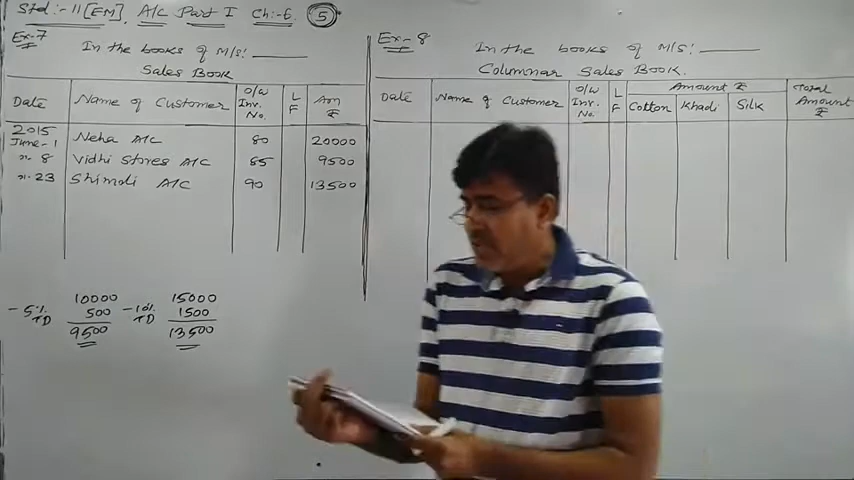 Std:-11[EM], A/C Part I Ch:-6. 5
Ex-7
In the books of M/s! ______
Sales Book
Date Name of Customer o/w Inv. No. L F Am ₹
2015
June-1 Neha A/C 80 20000
"- 8 Vidhi Stores A/C 85 9500
"- 23 Shimoli A/C 90 13500
10000 15000
- 5% TD 500 - 10% TD 1500
9500 13500
Ex-8
In the books of M/s! ______
Columnar Sales Book.
Date Name of Customer o/w Inv. No. L F Amount ₹ Total Amount ₹
Cotton Khadi Silk